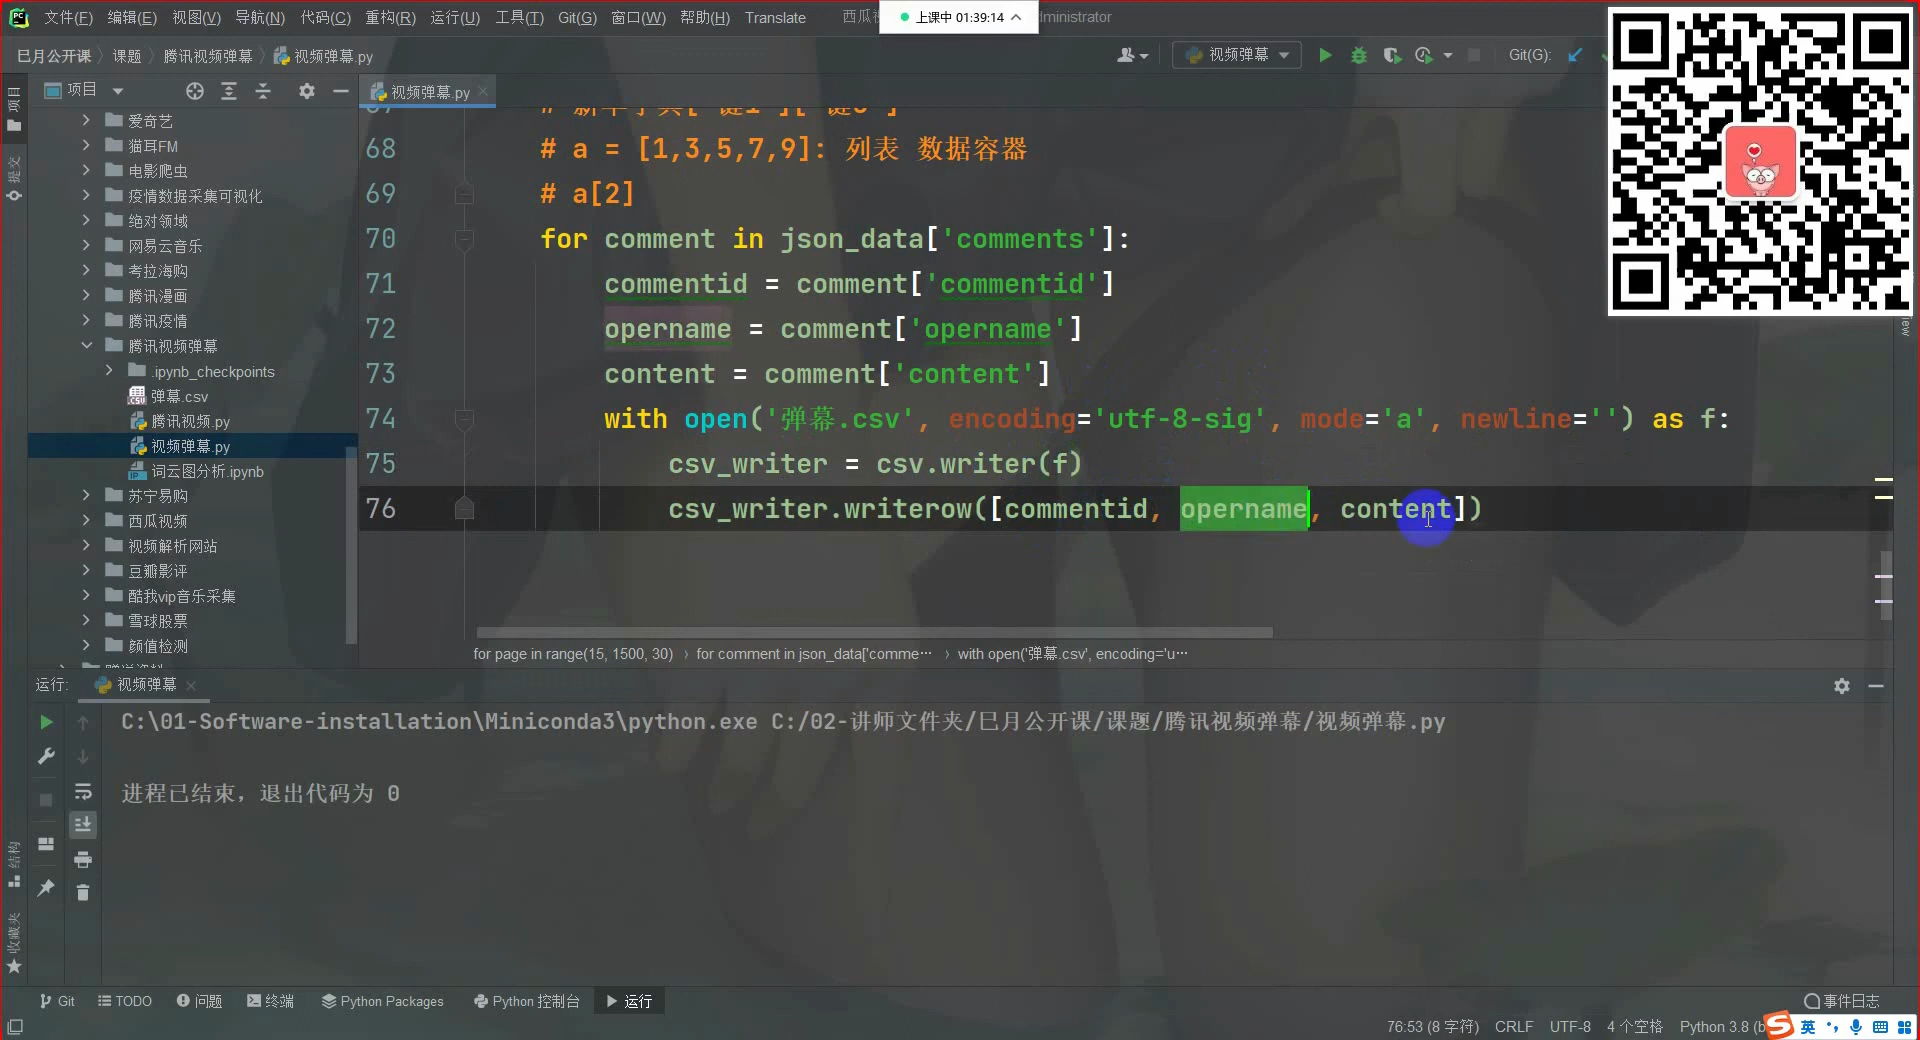 文件(F) 编辑(E) 视图(V) 导航(N) 代码(C) 重构(R) 运行(U) 工具(T) Git(G) 窗口(W) 帮助(H) Translate 西瓜 上课中 01:39:14 dministrator
巳月公开课 课题 腾讯视频弹幕 视频弹幕.py 视频弹幕 Git(G):
项目 视频弹幕.py
项目
提交
爱奇艺
猫耳FM
电影爬虫
疫情数据采集可视化
绝对领域
网易云音乐
考拉海购
腾讯漫画
腾讯疫情
腾讯视频弹幕
.ipynb_checkpoints
弹幕.csv
腾讯视频.py
视频弹幕.py
词云图分析.ipynb
苏宁易购
西瓜视频
视频解析网站
豆瓣影评
酷我vip音乐采集
雪球股票
颜值检测
68 # a = [1,3,5,7,9]: 列表 数据容器
69 # a[2]
70 for comment in json_data['comments']:
71 commentid = comment['commentid']
72 opername = comment['opername']
73 content = comment['content']
74 with open('弹幕.csv', encoding='utf-8-sig', mode='a', newline='') as f:
75 csv_writer = csv.writer(f)
76 csv_writer.writerow([commentid, opername, content])
for page in range(15, 1500, 30) › for comment in json_data['comme··· › with open('弹幕.csv', encoding='u···
运行: 视频弹幕
C:\01-Software-installation\Miniconda3\python.exe C:/02-讲师文件夹/巳月公开课/课题/腾讯视频弹幕/视频弹幕.py
进程已结束，退出代码为 0
结构
收藏夹
Git TODO 问题 终端 Python Packages Python 控制台 运行 事件日志
76:53 (8 字符) CRLF UTF-8 4 个空格 Python 3.8 (b 英